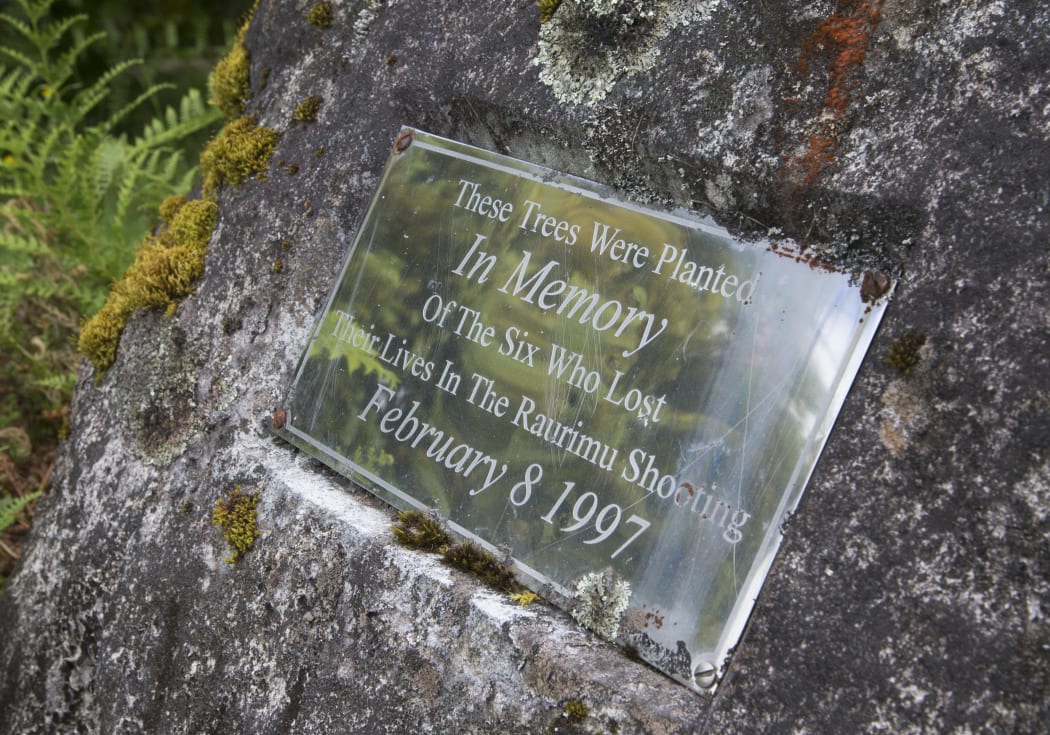 These Trees Were Planted
In Memory
Of The Six Who Lost
Their Lives In The Raurimu Shooting
February 8 1997